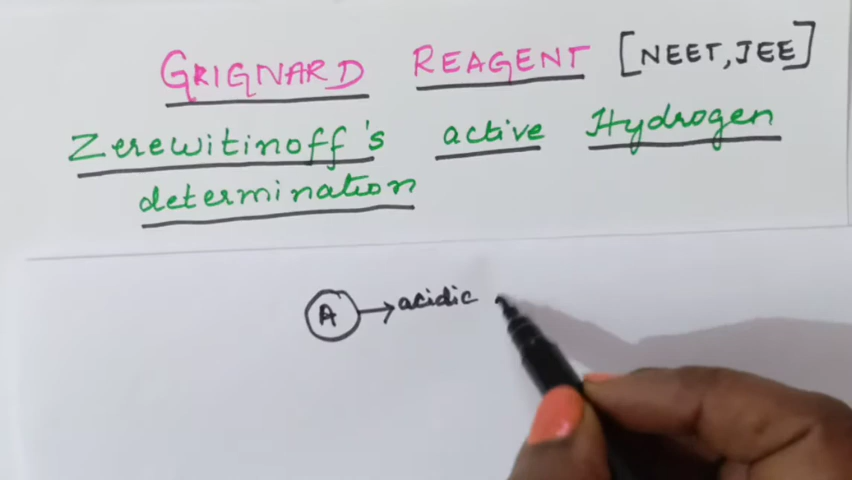 GRIGNARD REAGENT [NEET, JEE]
Zerewitinoff's active Hydrogen
determination
A → acidic